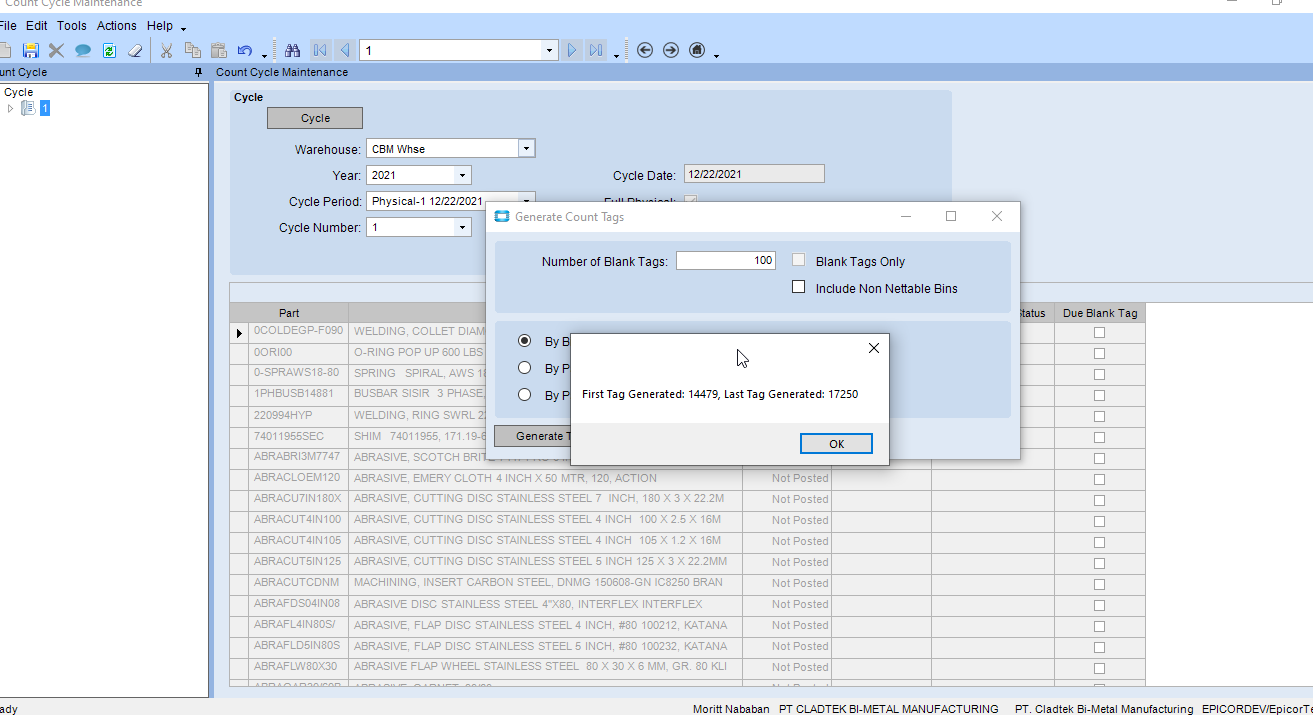 Count Cycle Maintenance
File Edit Tools Actions Help
1
Count Cycle
Count Cycle Maintenance
Cycle
1
Cycle
Cycle
Warehouse: CBM Whse
Year: 2021
Cycle Date: 12/22/2021
Cycle Period: Physical-1 12/22/2021
Full Physical:
Cycle Number: 1
Generate Count Tags
Number of Blank Tags: 100
Blank Tags Only
Include Non Nettable Bins
By B
By P
By P
Generate T
First Tag Generated: 14479, Last Tag Generated: 17250
OK
Part Status Due Blank Tag
0COLDEGP-F090 WELDING, COLLET DIAM
0ORI00 O-RING POP UP 600 LBS
0-SPRAWS18-80 SPRING SPIRAL, AWS 18
1PHBUSB14881 BUSBAR SISIR 3 PHASE,
220994HYP WELDING, RING SWRL 22
74011955SEC SHIM 74011955, 171.19-6
ABRABRI3M7747 ABRASIVE, SCOTCH BRITE
ABRACLOEM120 ABRASIVE, EMERY CLOTH 4 INCH X 50 MTR, 120, ACTION Not Posted
ABRACU7IN180X ABRASIVE, CUTTING DISC STAINLESS STEEL 7 INCH, 180 X 3 X 22.2M Not Posted
ABRACUT4IN100 ABRASIVE, CUTTING DISC STAINLESS STEEL 4 INCH 100 X 2.5 X 16M Not Posted
ABRACUT4IN105 ABRASIVE, CUTTING DISC STAINLESS STEEL 4 INCH 105 X 1.2 X 16M Not Posted
ABRACUT5IN125 ABRASIVE, CUTTING DISC STAINLESS STEEL 5 INCH 125 X 3 X 22.2MM Not Posted
ABRACUTCDNM MACHINING, INSERT CARBON STEEL, DNMG 150608-GN IC8250 BRAN Not Posted
ABRAFDS04IN08 ABRASIVE DISC STAINLESS STEEL 4"X80, INTERFLEX INTERFLEX Not Posted
ABRAFL4IN80S/ ABRASIVE, FLAP DISC STAINLESS STEEL 4 INCH, #80 100212, KATANA Not Posted
ABRAFLD5IN80S ABRASIVE, FLAP DISC STAINLESS STEEL 5 INCH, #80 100232, KATANA Not Posted
ABRAFLW80X30 ABRASIVE FLAP WHEEL STAINLESS STEEL 80 X 30 X 6 MM, GR. 80 KLI Not Posted
ady Moritt Nababan PT CLADTEK BI-METAL MANUFACTURING PT. Cladtek Bi-Metal Manufacturing EPICORDEV/EpicorTe